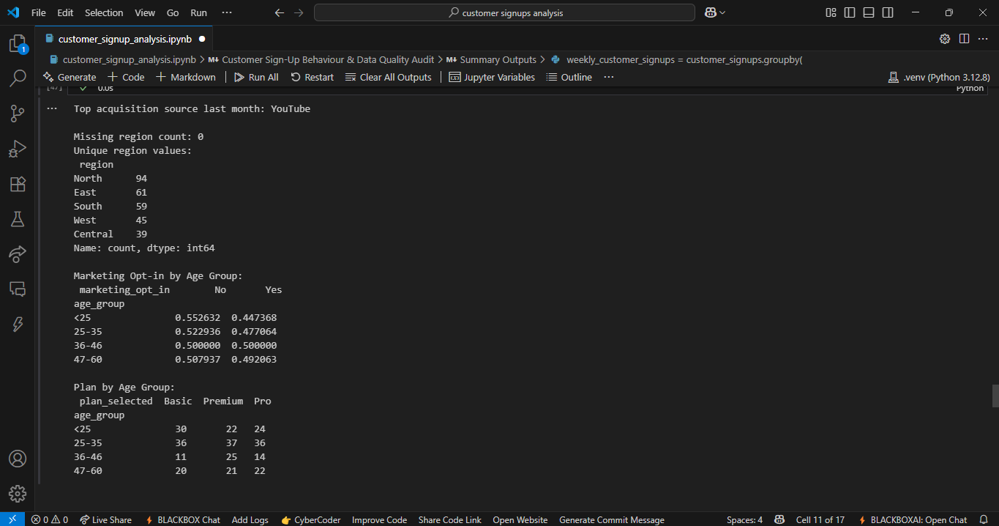 File Edit Selection View Go Run ··· customer signups analysis
customer_signup_analysis.ipynb
customer_signup_analysis.ipynb > Customer Sign-Up Behaviour & Data Quality Audit > Summary Outputs > weekly_customer_signups = customer_signups.groupby(
Generate + Code + Markdown Run All Restart Clear All Outputs Jupyter Variables Outline ··· .venv (Python 3.12.8)
0.0s Python
Top acquisition source last month: YouTube
Missing region count: 0
Unique region values:
region
North 94
East 61
South 59
West 45
Central 39
Name: count, dtype: int64
Marketing Opt-in by Age Group:
marketing_opt_in No Yes
age_group
<25 0.552632 0.447368
25-35 0.522936 0.477064
36-46 0.500000 0.500000
47-60 0.507937 0.492063
Plan by Age Group:
plan_selected Basic Premium Pro
age_group
<25 30 22 24
25-35 36 37 36
36-46 11 25 14
47-60 20 21 22
1
0 0 Live Share BLACKBOX Chat Add Logs CyberCoder Improve Code Share Code Link Open Website Generate Commit Message Spaces: 4 Cell 11 of 17 BLACKBOXAI: Open Chat